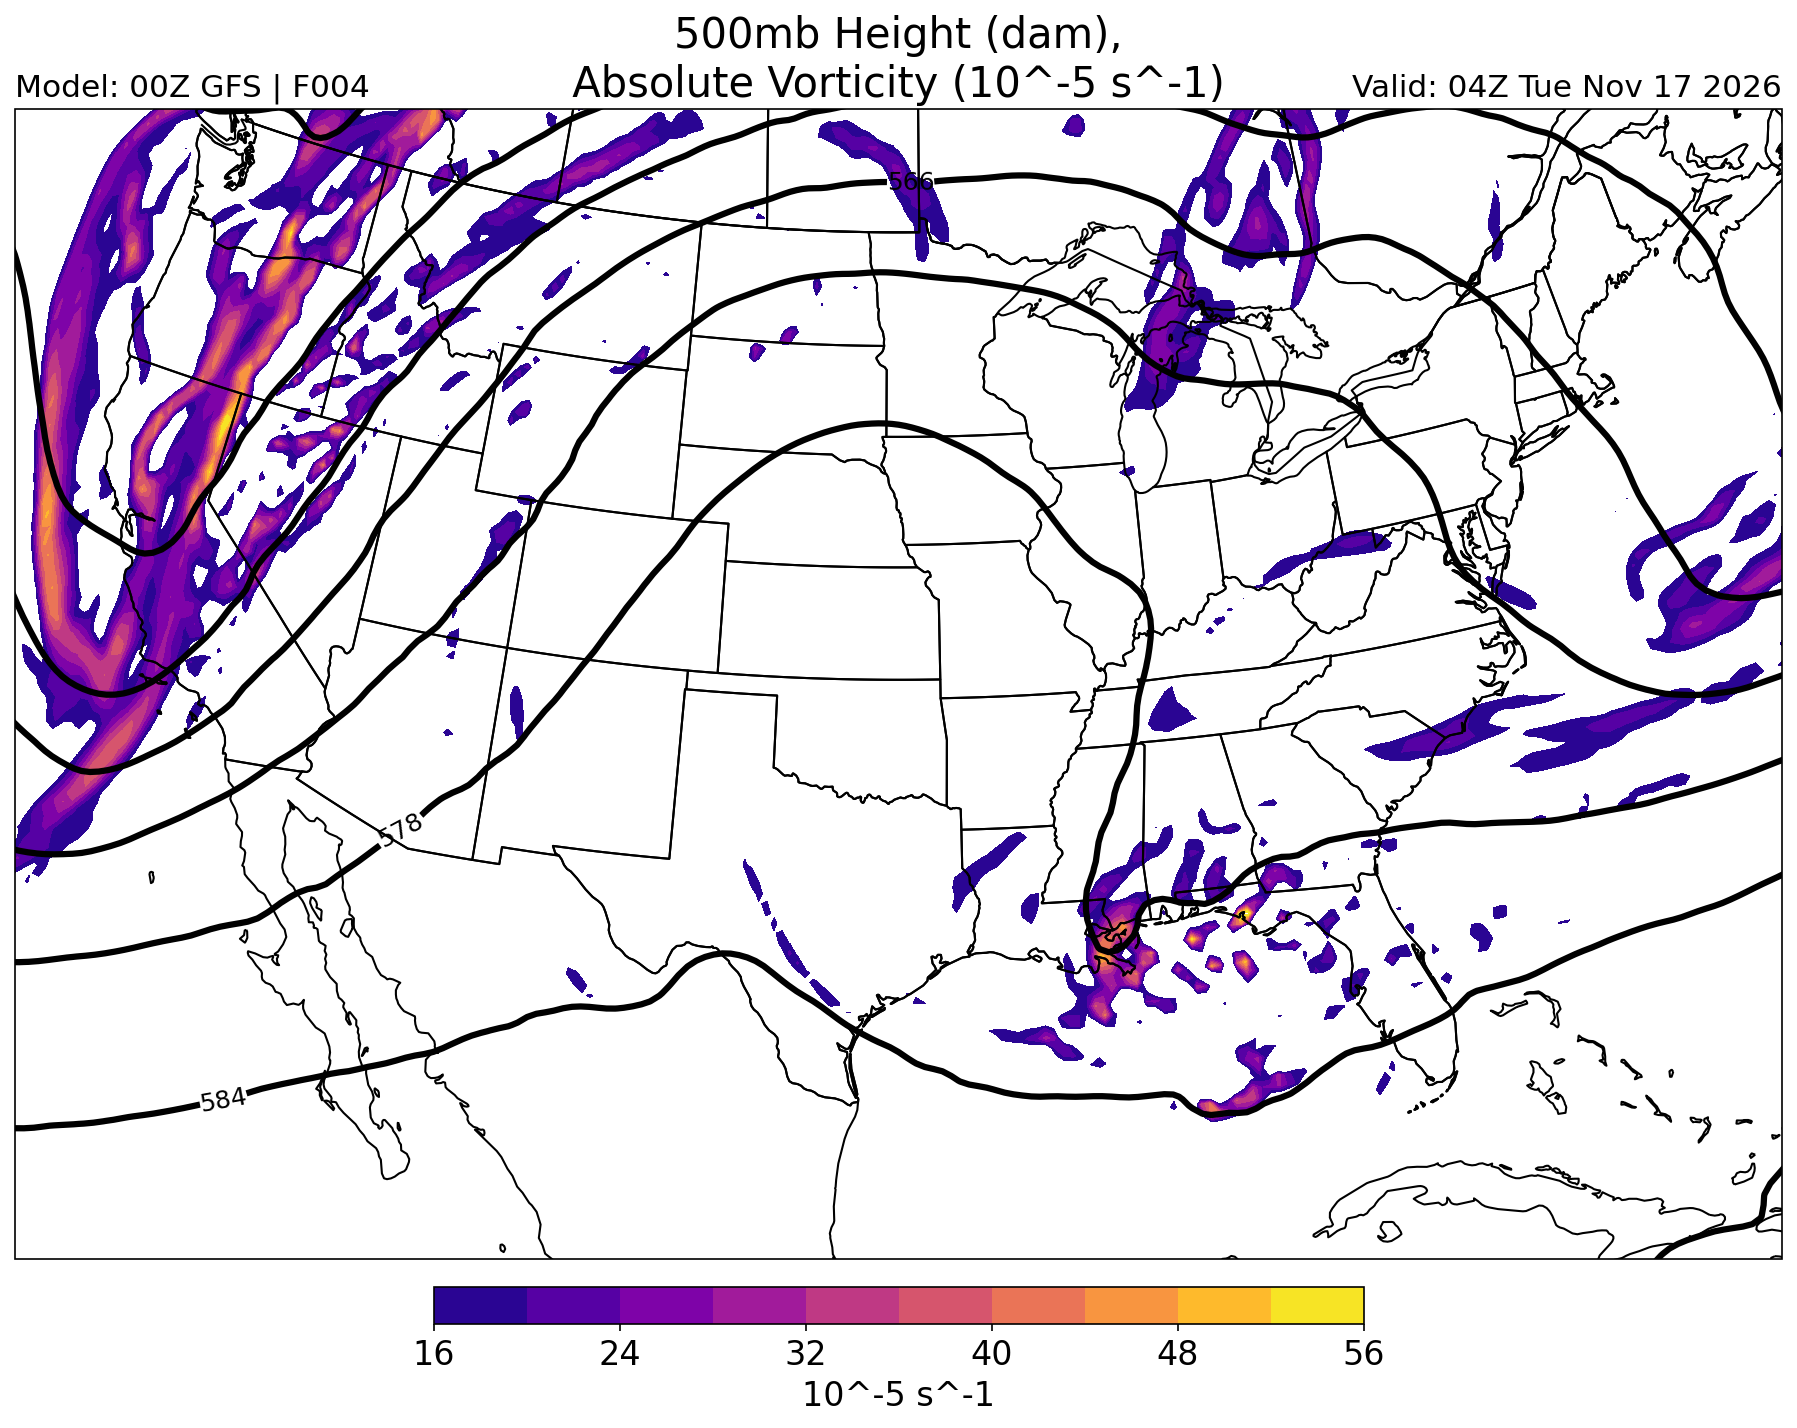 500mb Height (dam),
Model: 00Z GFS | F004
Absolute Vorticity (10^-5 s^-1)
Valid: 04Z Tue Nov 17 2026
566
578
584
16 24 32 40 48 56
10^-5 s^-1